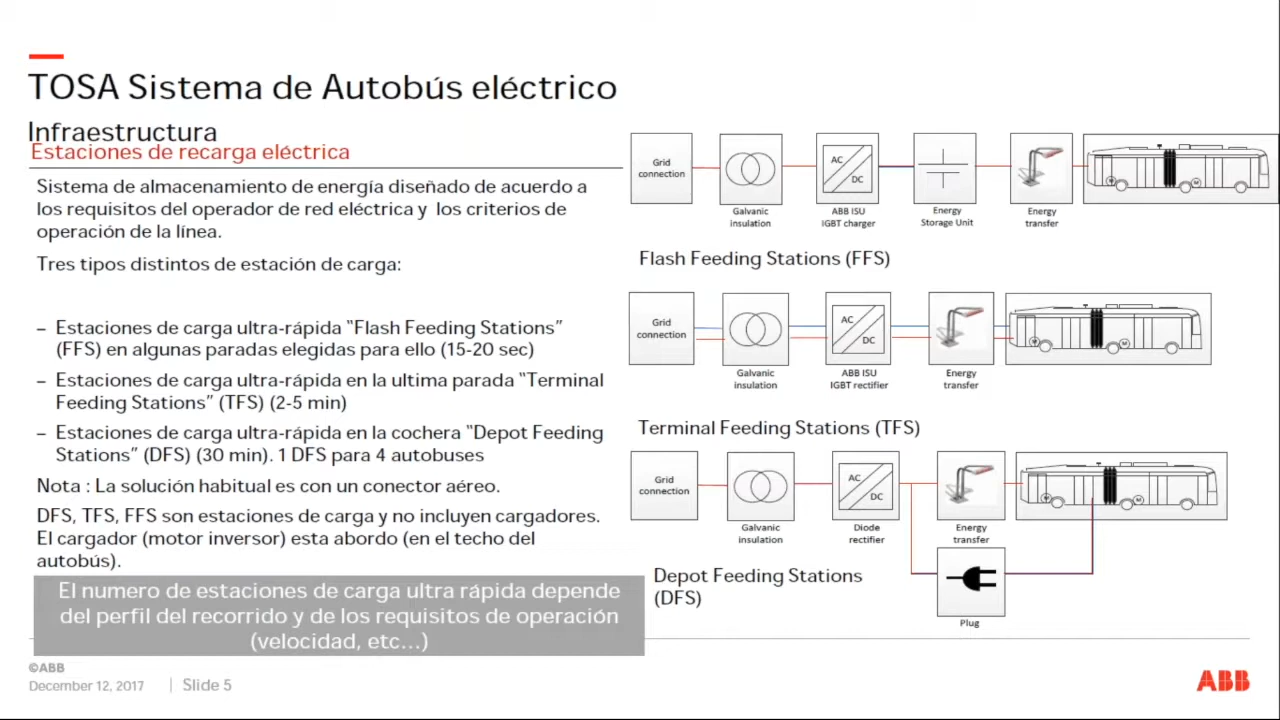 TOSA Sistema de Autobús eléctrico
Infraestructura
Estaciones de recarga eléctrica
Sistema de almacenamiento de energía diseñado de acuerdo a
los requisitos del operador de red eléctrica y los criterios de
operación de la línea.
Tres tipos distintos de estación de carga:
– Estaciones de carga ultra-rápida "Flash Feeding Stations"
(FFS) en algunas paradas elegidas para ello (15-20 sec)
– Estaciones de carga ultra-rápida en la ultima parada "Terminal
Feeding Stations" (TFS) (2-5 min)
– Estaciones de carga ultra-rápida en la cochera "Depot Feeding
Stations" (DFS) (30 min). 1 DFS para 4 autobuses
Nota : La solución habitual es con un conector aéreo.
DFS, TFS, FFS son estaciones de carga y no incluyen cargadores.
El cargador (motor inversor) esta abordo (en el techo del
autobús).
El numero de estaciones de carga ultra rápida depende
del perfil del recorrido y de los requisitos de operación
(velocidad, etc...)
Grid
connection
Galvanic
insulation
AC
DC
ABB ISU
IGBT charger
Energy
Storage Unit
Energy
transfer
M
Flash Feeding Stations (FFS)
Grid
connection
Galvanic
insulation
AC
DC
ABB ISU
IGBT rectifier
Energy
transfer
M
Terminal Feeding Stations (TFS)
Grid
connection
Galvanic
insulation
AC
DC
Diode
rectifier
Energy
transfer
M
Plug
Depot Feeding Stations
(DFS)
©ABB
December 12, 2017 | Slide 5
ABB